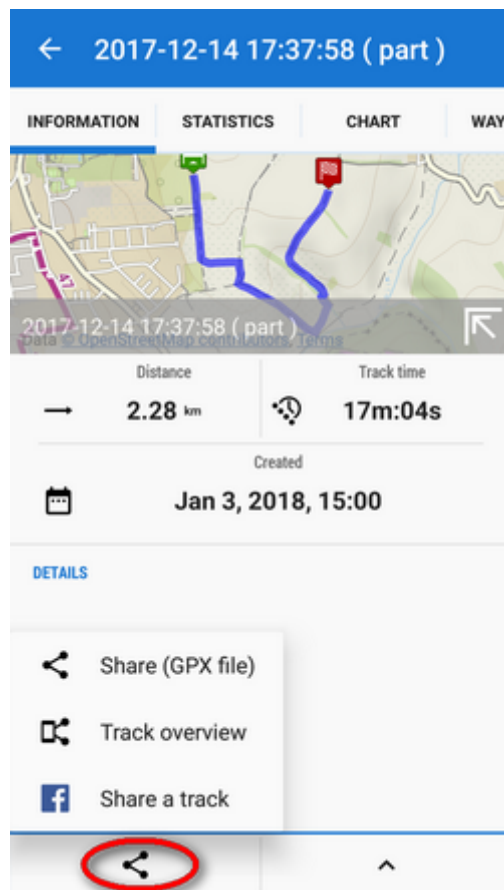 2017-12-14 17:37:58 ( part )
INFORMATION STATISTICS CHART WAY
47
2017-12-14 17:37:58 ( part )
Data © OpenStreetMap contributors, Terms
Distance Track time
2.28 km 17m:04s
Created
Jan 3, 2018, 15:00
DETAILS
Share (GPX file)
Track overview
Share a track